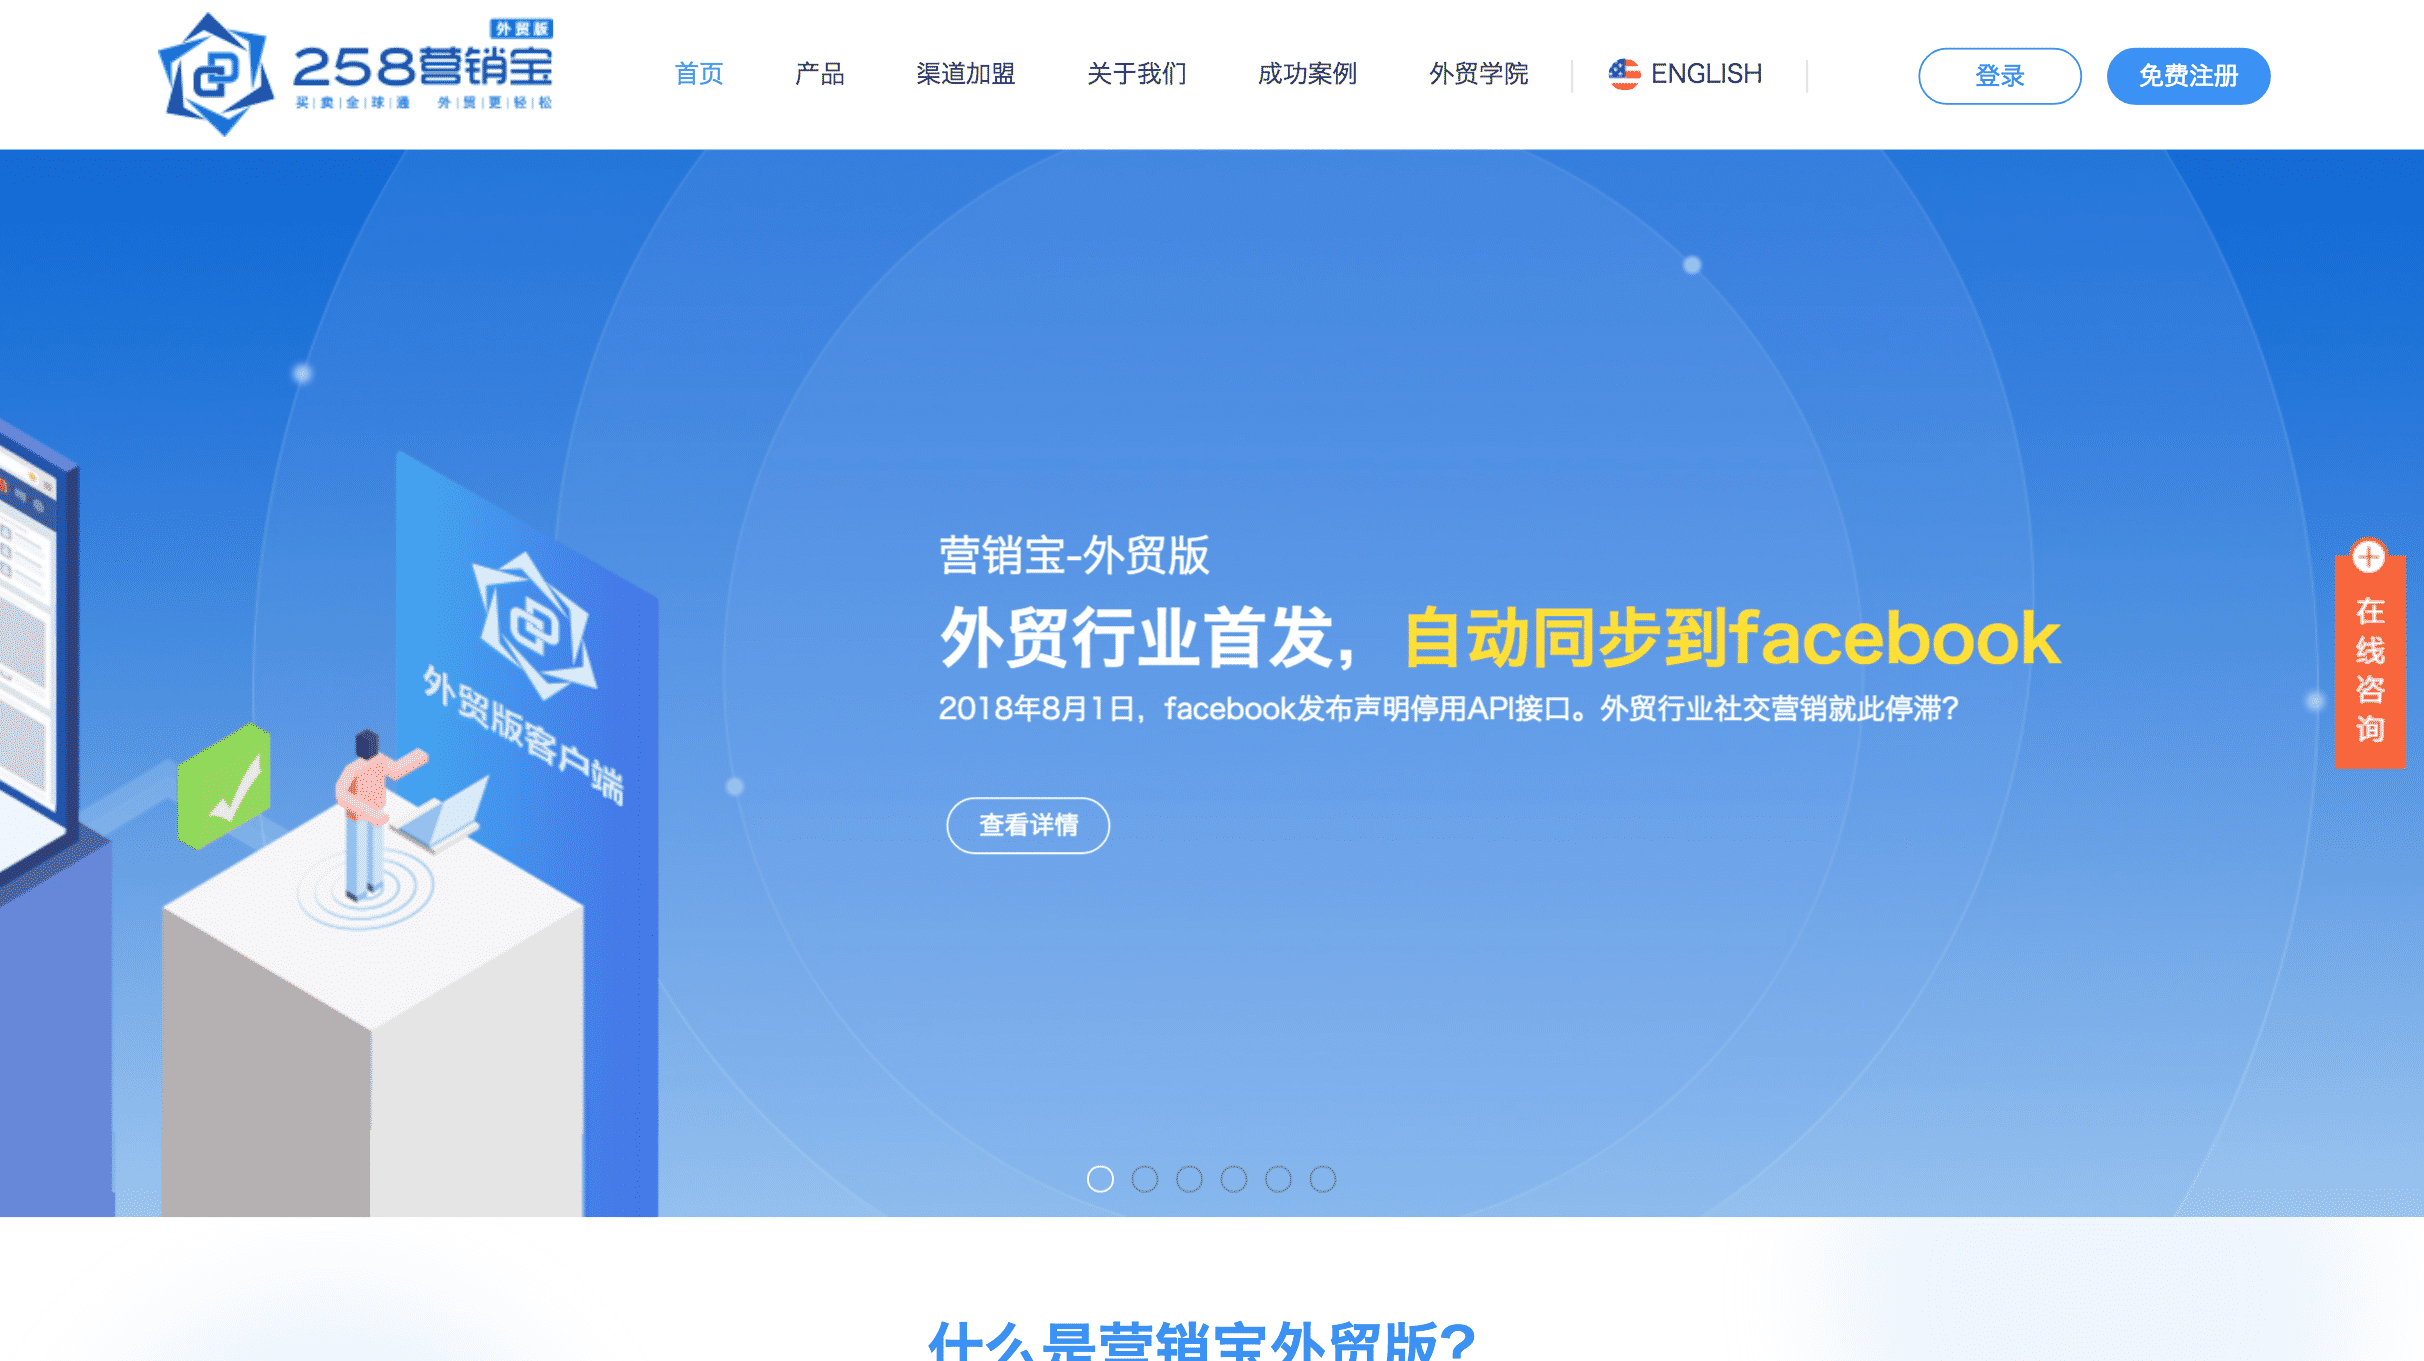 外贸版
258营销宝
买|卖|全|球|通 外|贸|更|轻|松
首页 产品 渠道加盟 关于我们 成功案例 外贸学院 ENGLISH 登录 免费注册
营销宝-外贸版
外贸行业首发，自动同步到facebook
2018年8月1日，facebook发布声明停用API接口。外贸行业社交营销就此停滞？
查看详情
外贸版客户端
在线咨询
什么是营销宝外贸版？